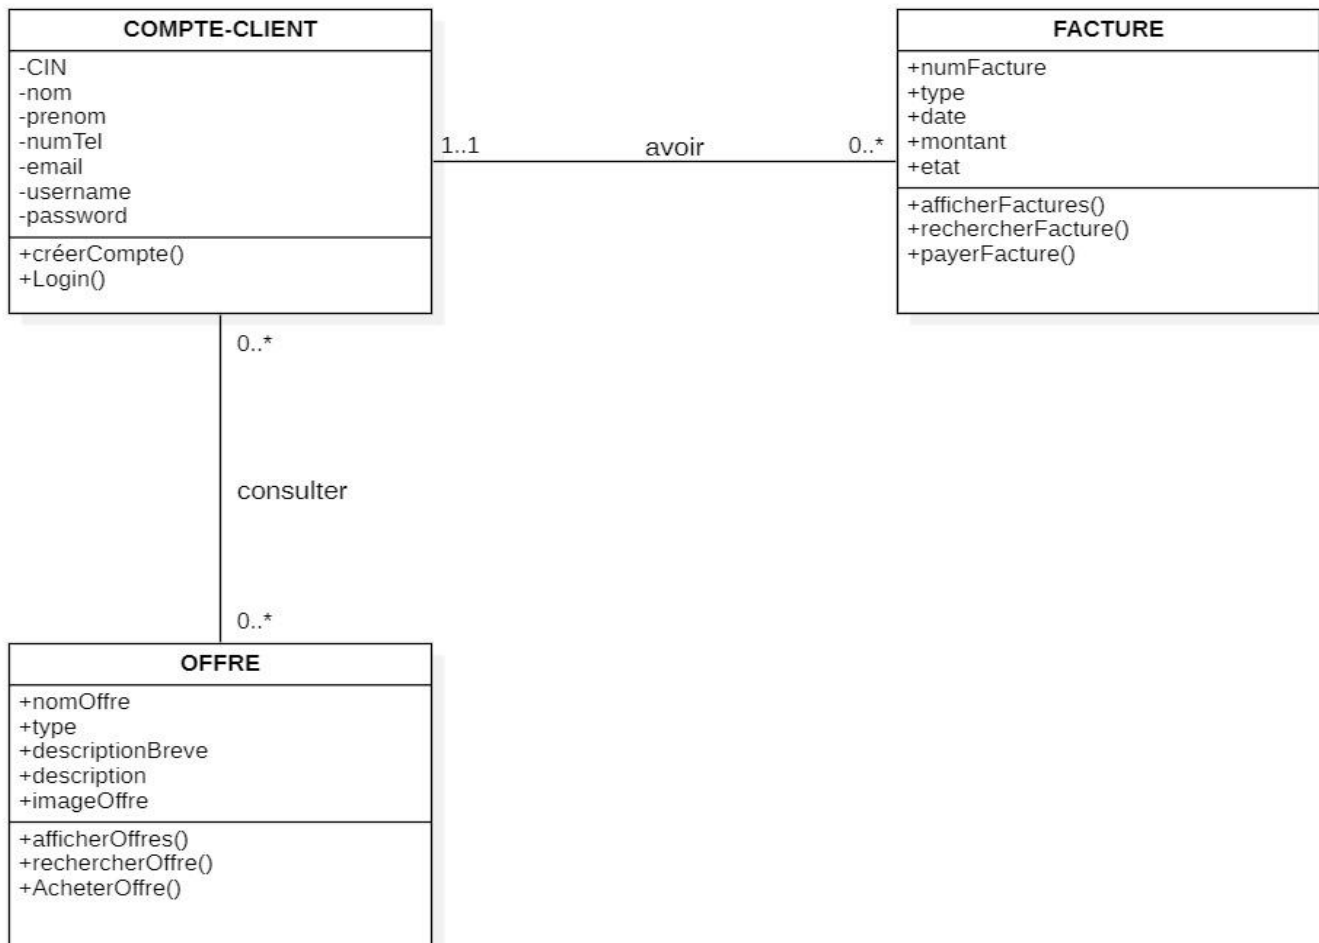 COMPTE-CLIENT
-CIN
-nom
-prenom
-numTel
-email
-username
-password
+créerCompte()
+Login()
1..1
avoir
0..*
FACTURE
+numFacture
+type
+date
+montant
+etat
+afficherFactures()
+rechercherFacture()
+payerFacture()
0..*
consulter
0..*
OFFRE
+nomOffre
+type
+descriptionBreve
+description
+imageOffre
+afficherOffres()
+rechercherOffre()
+AcheterOffre()